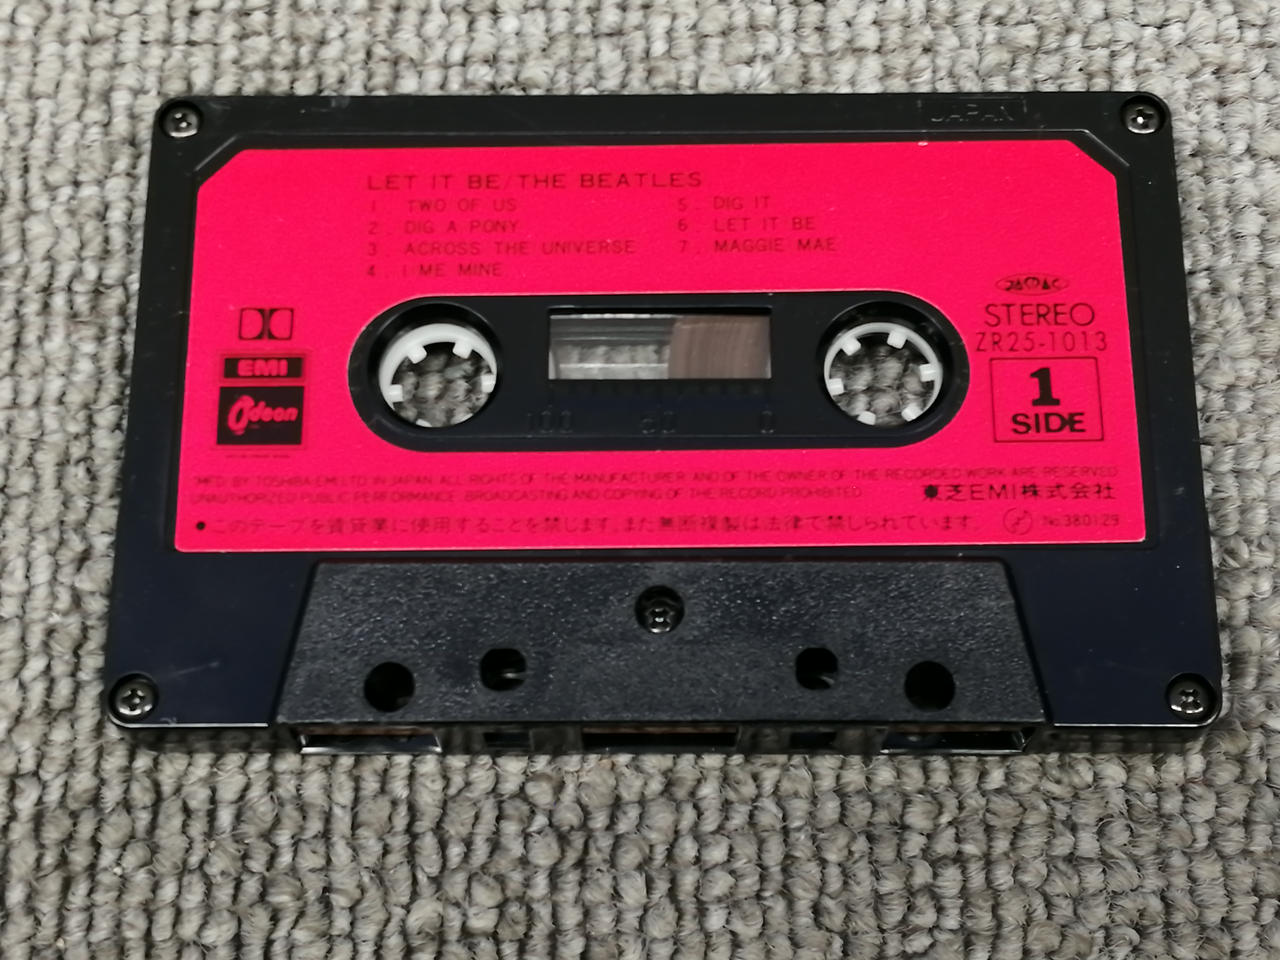 JAPAN
LET IT BE/THE BEATLES
1. TWO OF US
2. DIG A PONY
3. ACROSS THE UNIVERSE
4. I ME MINE
5. DIG IT
6. LET IT BE
7. MAGGIE MAE
JASRAC
STEREO
ZR25-1013
1
SIDE
EMI
Odeon
100 50 0
MFD. BY TOSHIBA-EMI LTD IN JAPAN. ALL RIGHTS OF THE MANUFACTURER AND OF THE OWNER OF THE RECORDED WORK ARE RESERVED
UNAUTHORIZED PUBLIC PERFORMANCE. BROADCASTING AND COPYING OF THE RECORD PROHIBITED
東芝EMI株式会社
●このテープを賃貸業に使用することを禁じます。また無断複製は法律で禁じられています。
No.380129